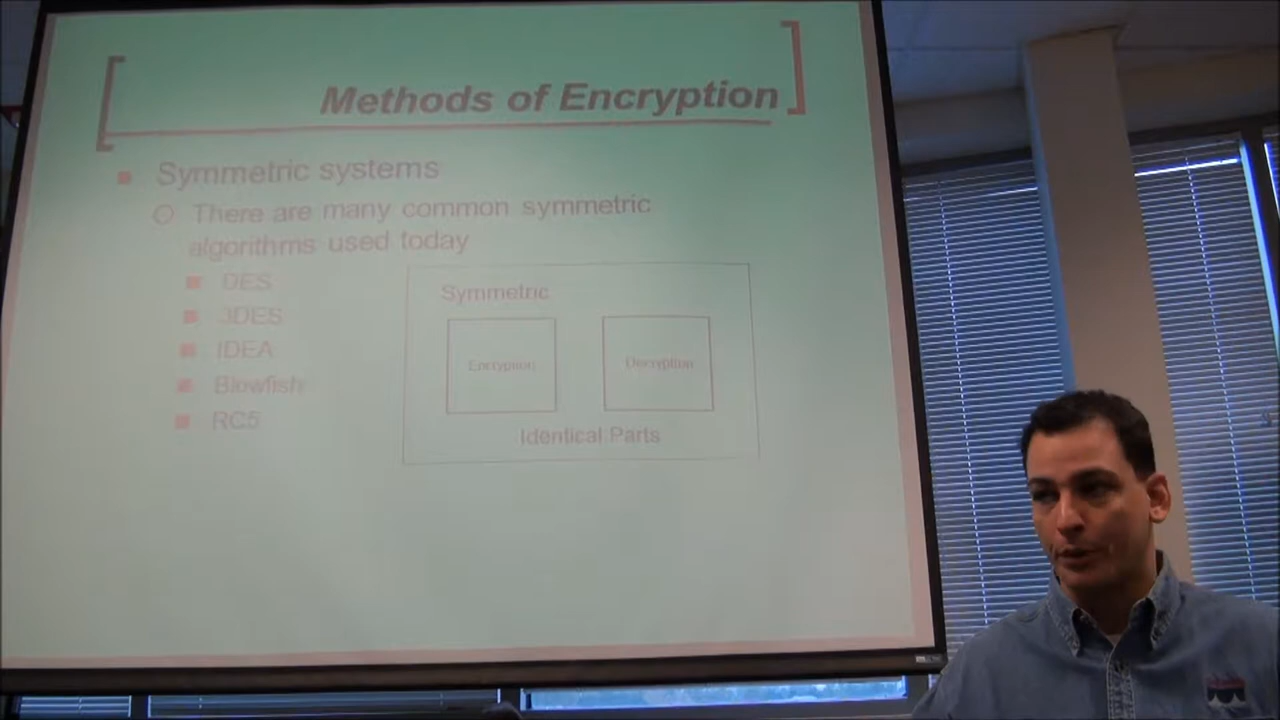 Methods of Encryption
Symmetric systems
There are many common symmetric
algorithms used today
DES
3DES
IDEA
Blowfish
RC5
Symmetric
Encryption
Decryption
Identical Parts